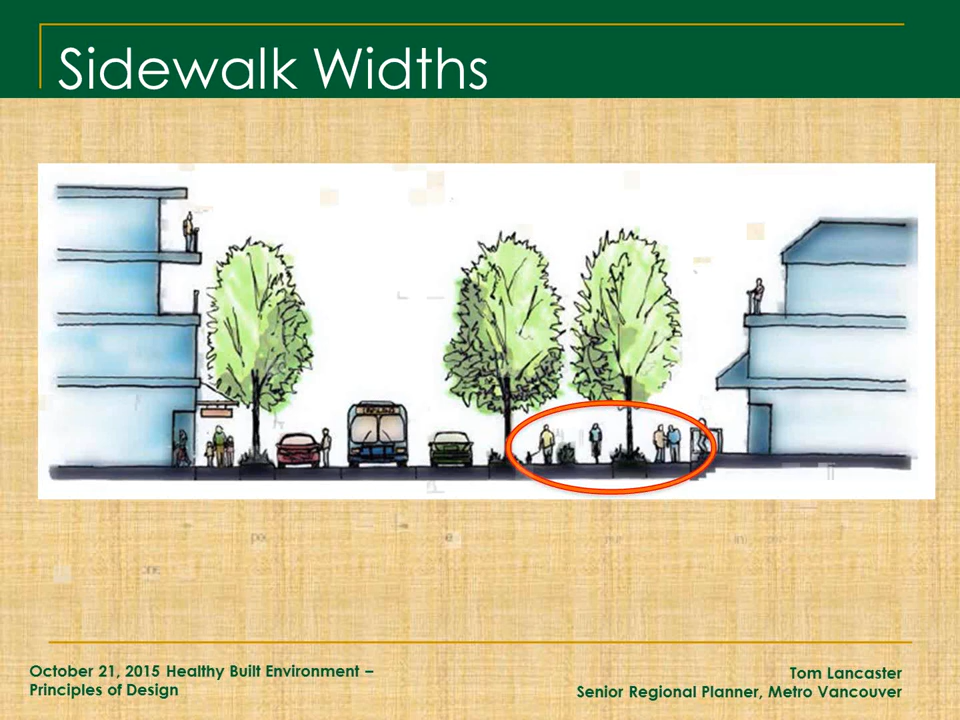 Sidewalk Widths
October 21, 2015 Healthy Built Environment –
Principles of Design
Tom Lancaster
Senior Regional Planner, Metro Vancouver